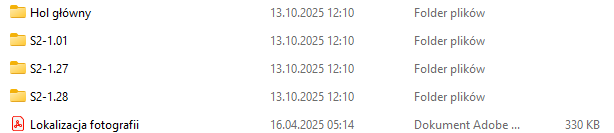 Hol główny 13.10.2025 12:10 Folder plików
S2-1.01 13.10.2025 12:10 Folder plików
S2-1.27 13.10.2025 12:10 Folder plików
S2-1.28 13.10.2025 12:10 Folder plików
Lokalizacja fotografii 16.04.2025 05:14 Dokument Adobe ... 330 KB